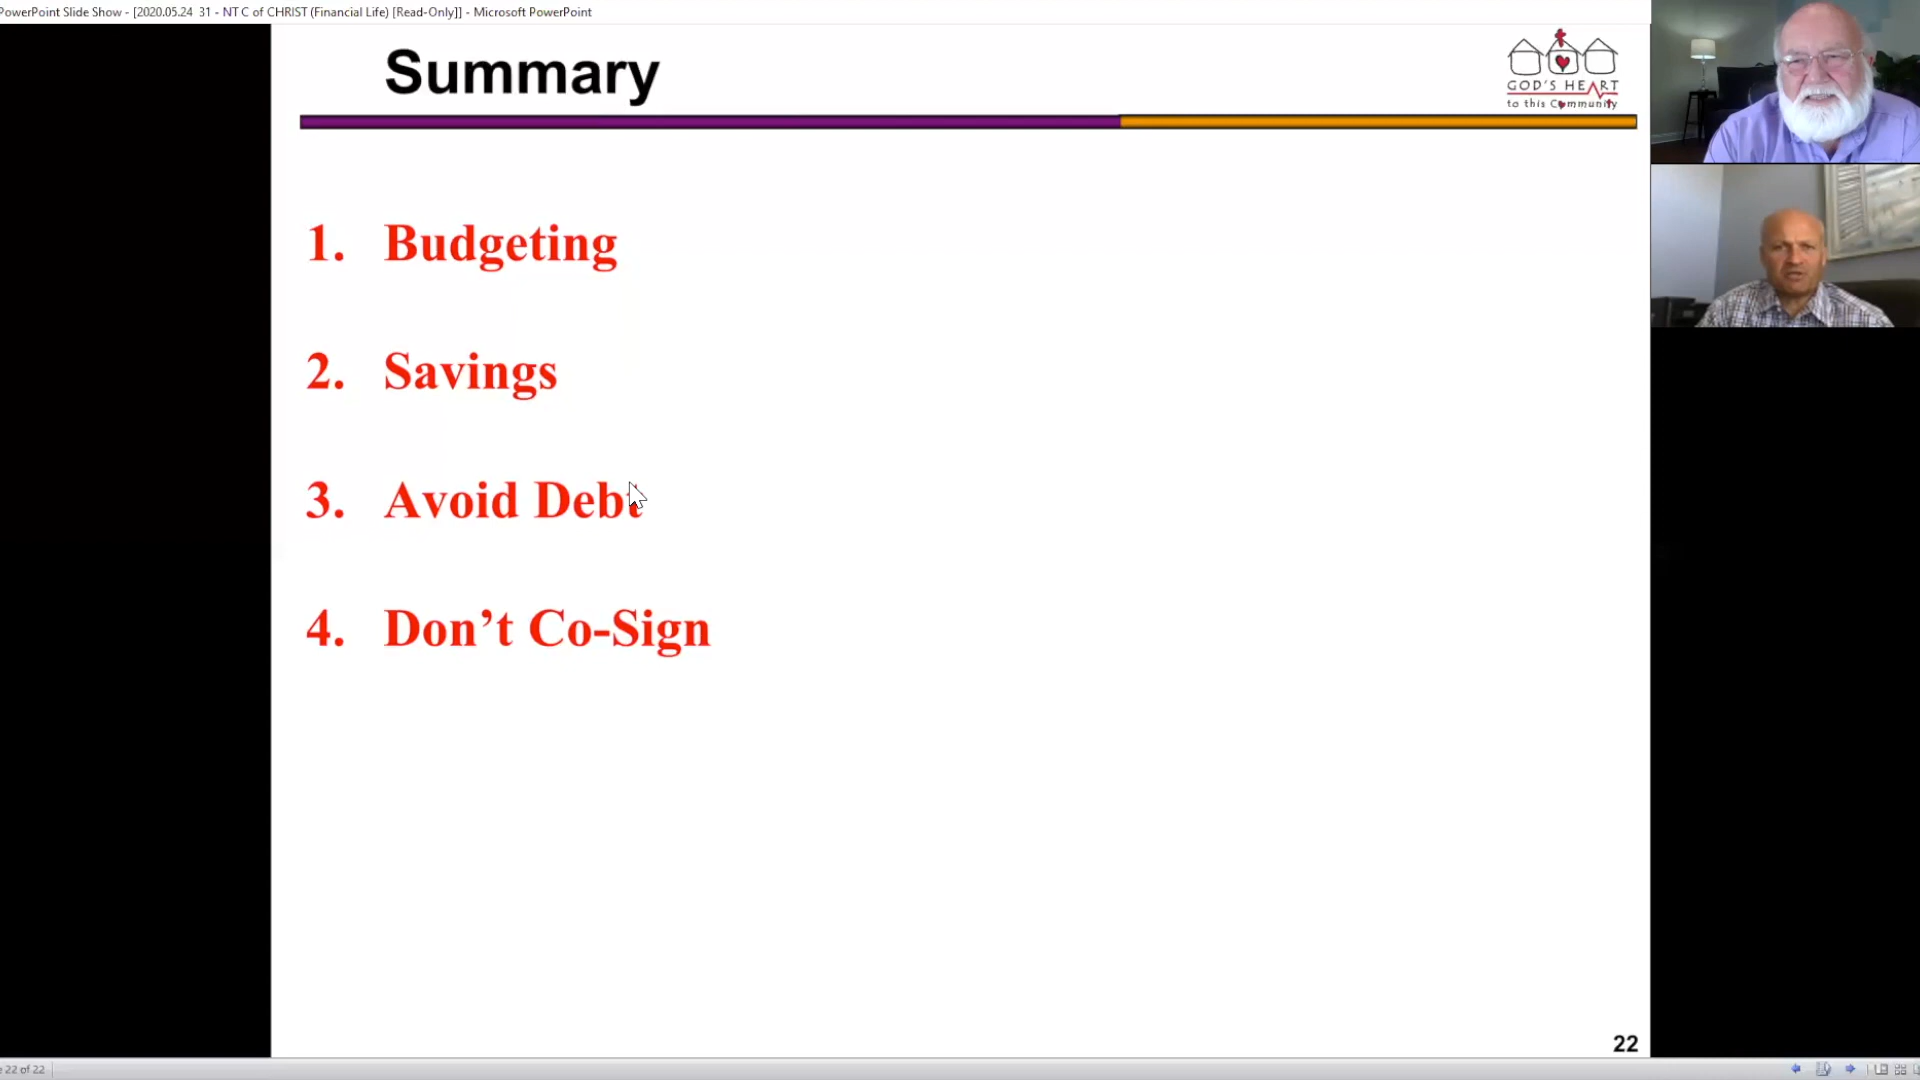 PowerPoint Slide Show - [2020.05.24 31 - NT C of CHRIST (Financial Life) [Read-Only]] - Microsoft PowerPoint
Summary
GOD'S HEART
to this Community
1. Budgeting
2. Savings
3. Avoid Debt
4. Don’t Co-Sign
22
22 of 22